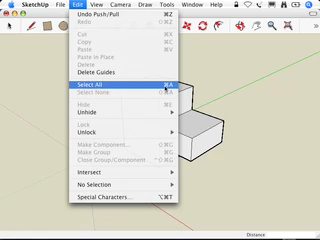 SketchUp File Edit View Camera Draw Tools Window Help
Undo Push/Pull ⌘Z
Redo
Cut ⌘X
Copy ⌘C
Paste ⌘V
Paste In Place
Delete
Delete Guides
Select All ⌘A
Select None ⇧⌘A
Hide ⌘E
Unhide
Lock
Unlock
Make Component... ⇧⌘G
Make Group ⌘G
Close Group/Component
Intersect
No Selection
Special Characters... ⌥⌘T
Distance